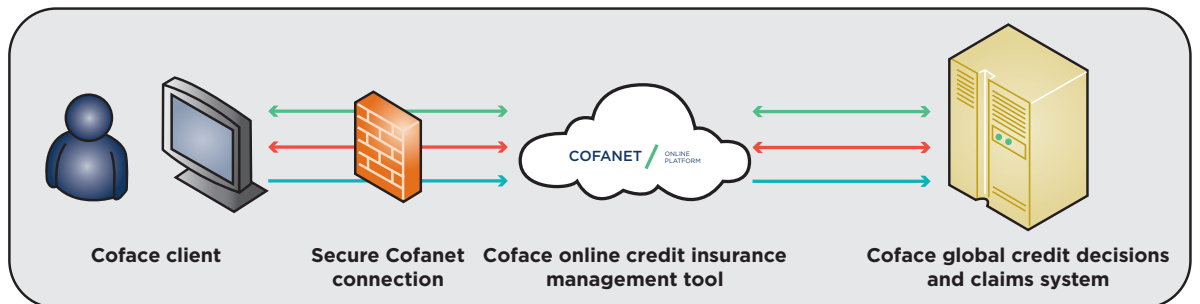 COFANET / ONLINE
PLATFORM
Coface client
Secure Cofanet
connection
Coface online credit insurance
management tool
Coface global credit decisions
and claims system